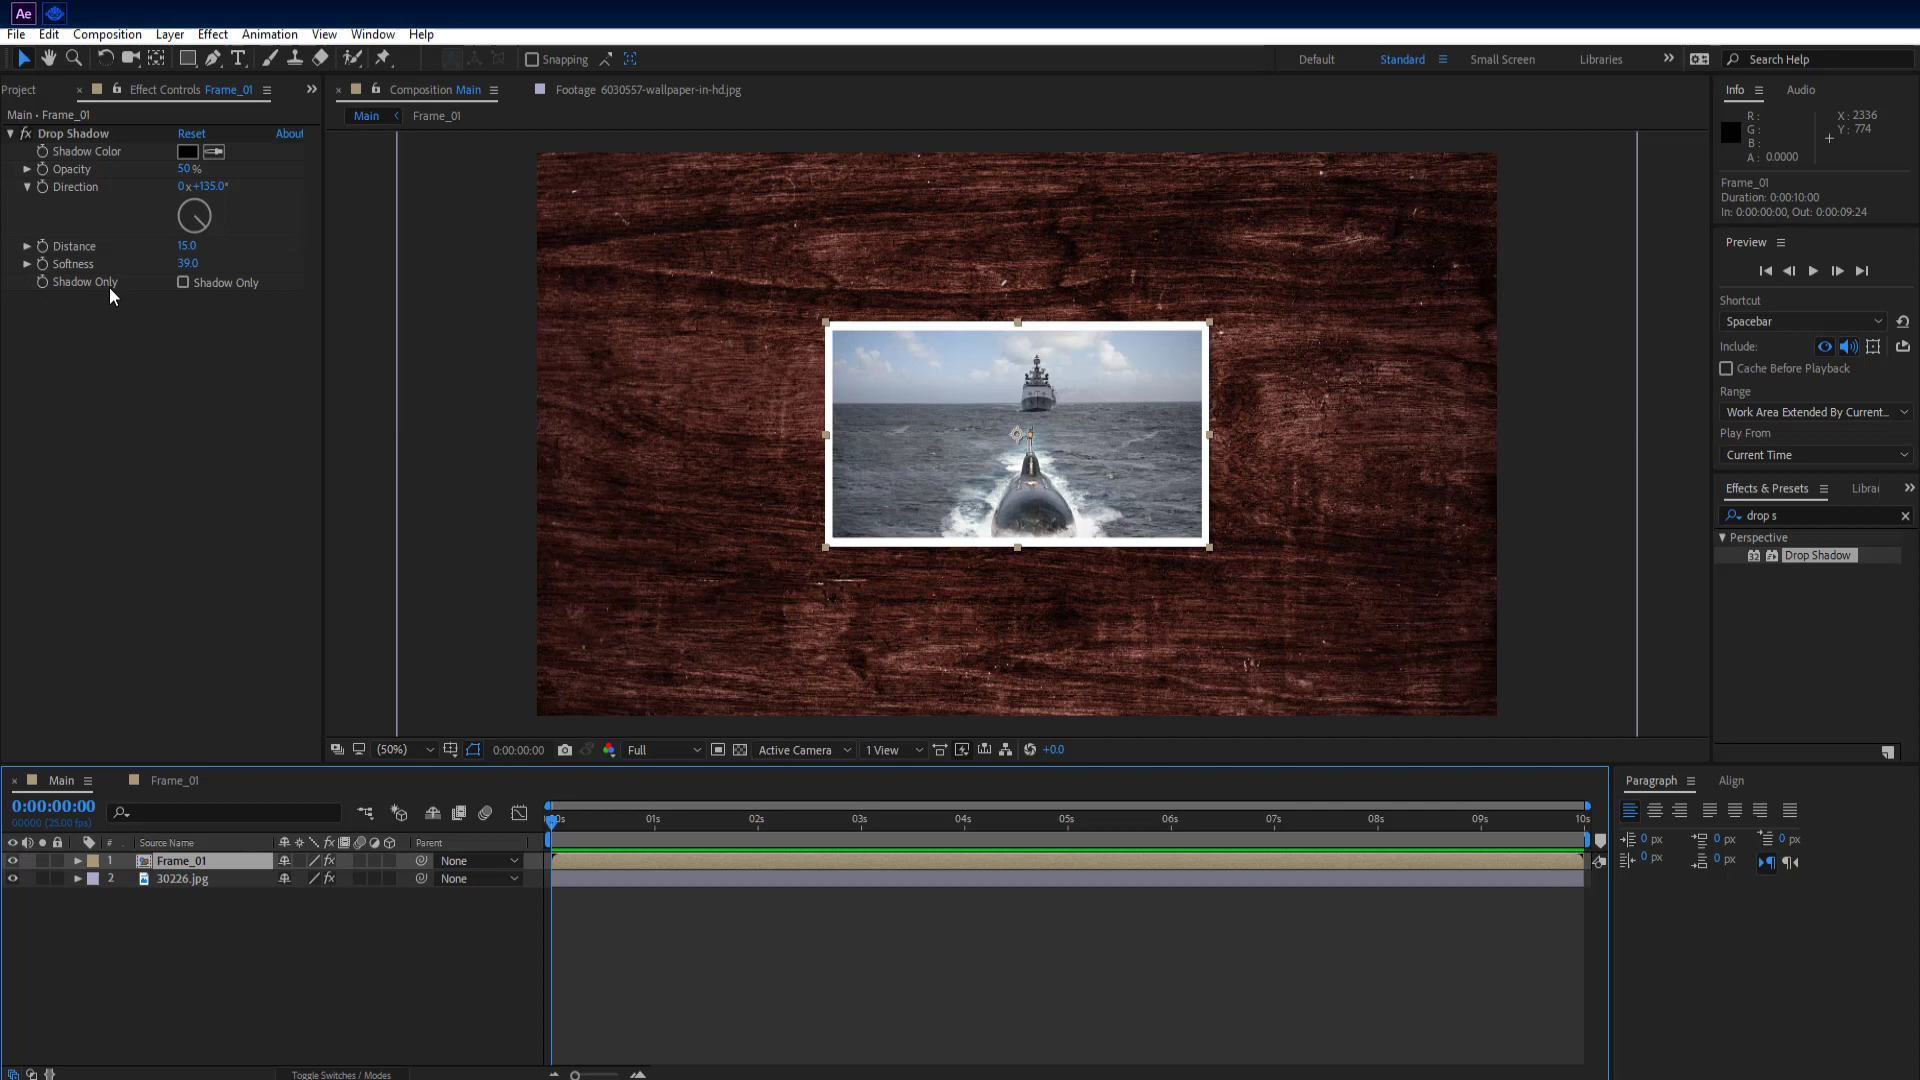 Ae
File Edit Composition Layer Effect Animation View Window Help
Snapping Default Standard Small Screen Libraries Search Help
Project Effect Controls Frame_01 Composition Main Footage 6030557-wallpaper-in-hd.jpg Info Audio
Main • Frame_01 Main Frame_01
fx Drop Shadow Reset About
Shadow Color
Opacity 50 %
Direction 0x+135.0°
Distance 15.0
Softness 39.0
Shadow Only Shadow Only
R :
G :
B :
A : 0.0000
X : 2336
Y : 774
Frame_01
Duration: 0:00:10:00
In: 0:00:00:00, Out: 0:00:09:24
Preview
Shortcut
Spacebar
Include:
Cache Before Playback
Range
Work Area Extended By Current...
Play From
Current Time
Effects & Presets Librai
drop s
Perspective
Drop Shadow
(50%) 0:00:00:00 Full Active Camera 1 View +0.0
Main Frame_01
0:00:00:00
00000 (25.00 fps)
01s 02s 03s 04s 05s 06s 07s 08s 09s 10s
# Source Name fx Parent
1 Frame_01 fx None
2 30226.jpg fx None
Toggle Switches / Modes
Paragraph Align
0 px 0 px 0 px
0 px 0 px